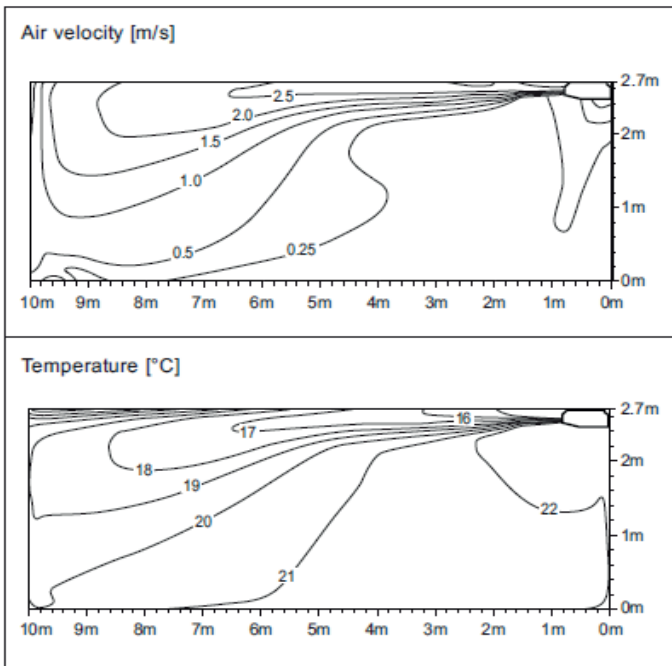 Air velocity [m/s]
2.7m
2.5
2.0
2m
1.5
1.0
1m
0.5
0.25
0m
10m 9m 8m 7m 6m 5m 4m 3m 2m 1m 0m
Temperature [°C]
2.7m
16
17
18
2m
19
20
22
1m
21
0m
10m 9m 8m 7m 6m 5m 4m 3m 2m 1m 0m